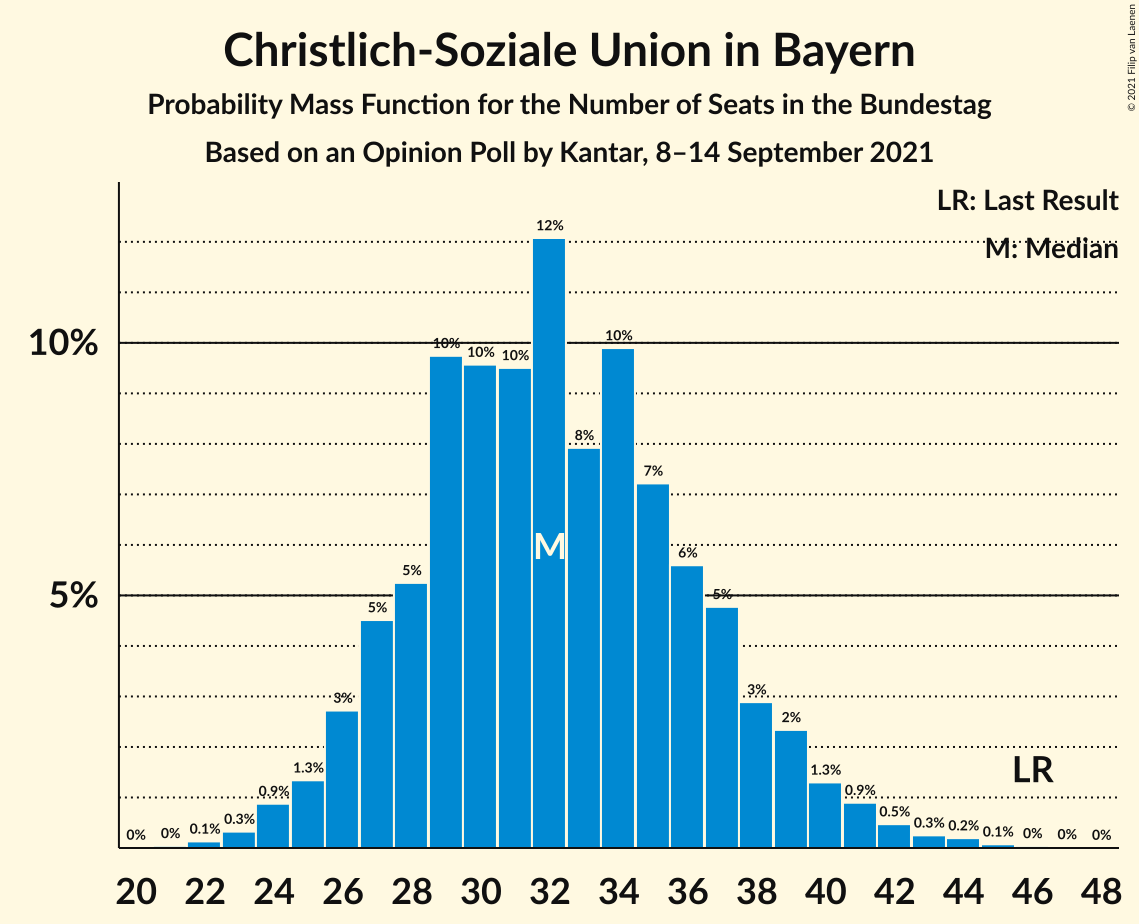 Christlich-Soziale Union in Bayern
Probability Mass Function for the Number of Seats in the Bundestag
Based on an Opinion Poll by Kantar, 8–14 September 2021
© 2021 Filip van Laenen
LR: Last Result
M: Median
10%
5%
0% 0% 0.1% 0.3% 0.9% 1.3% 3% 5% 5% 10% 10% 10% 12% 8% 10% 7% 6% 5% 3% 2% 1.3% 0.9% 0.5% 0.3% 0.2% 0.1% 0% 0% 0%
M
LR
20 22 24 26 28 30 32 34 36 38 40 42 44 46 48